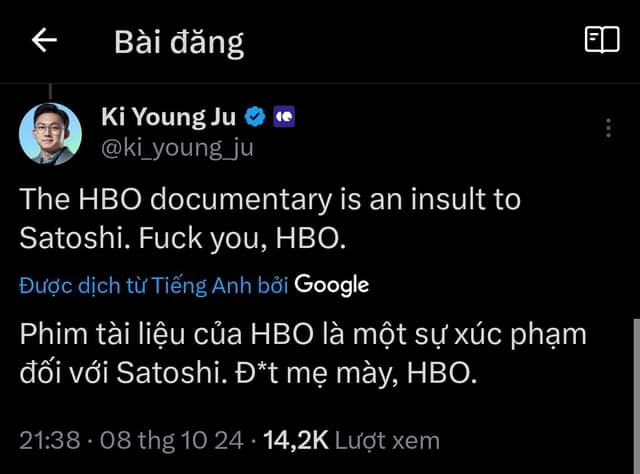 Bài đăng
Ki Young Ju
@ki_young_ju
The HBO documentary is an insult to
Satoshi. Fuck you, HBO.
Được dịch từ Tiếng Anh bởi Google
Phim tài liệu của HBO là một sự xúc phạm
đối với Satoshi. Đ*t mẹ mày, HBO.
21:38 · 08 thg 10 24 · 14,2K Lượt xem